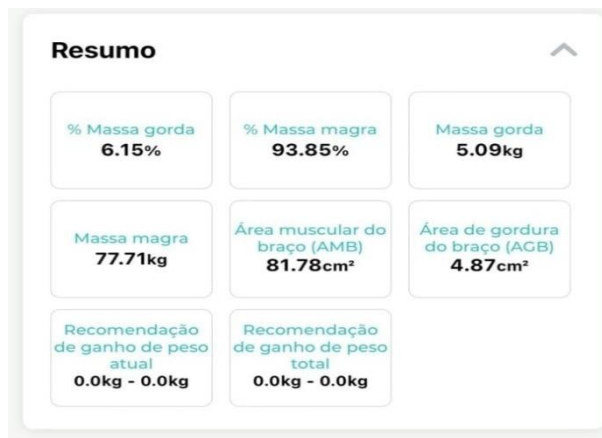 Resumo
% Massa gorda
6.15%
% Massa magra
93.85%
Massa gorda
5.09kg
Massa magra
77.71kg
Área muscular do
braço (AMB)
81.78cm²
Área de gordura
do braço (AGB)
4.87cm²
Recomendação
de ganho de peso
atual
0.0kg - 0.0kg
Recomendação
de ganho de peso
total
0.0kg - 0.0kg